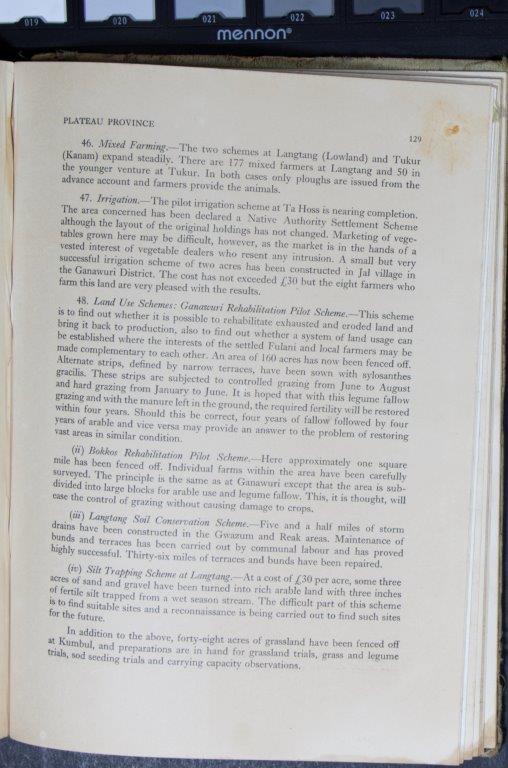 019
020
021
022
023
024
mennon®
PLATEAU PROVINCE
129
46. Mixed Farming.—The two schemes at Langtang (Lowland) and Tukur
(Kanam) expand steadily. There are 177 mixed farmers at Langtang and 50 in
the younger venture at Tukur. In both cases only ploughs are issued from the
advance account and farmers provide the animals.
47. Irrigation.—The pilot irrigation scheme at Ta Hoss is nearing completion.
The area concerned has been declared a Native Authority Settlement Scheme
although the layout of the original holdings has not changed. Marketing of vege-
tables grown here may be difficult, however, as the market is in the hands of a
vested interest of vegetable dealers who resent any intrusion. A small but very
successful irrigation scheme of two acres has been constructed in Jal village in
the Ganawuri District. The cost has not exceeded £30 but the eight farmers who
farm this land are very pleased with the results.
48. Land Use Schemes: Ganawuri Rehabilitation Pilot Scheme.—This scheme
is to find out whether it is possible to rehabilitate exhausted and eroded land and
bring it back to production, also to find out whether a system of land usage can
be established where the interests of the settled Fulani and local farmers may be
made complementary to each other. An area of 160 acres has now been fenced off.
Alternate strips, defined by narrow terraces, have been sown with sylosanthes
gracilis. These strips are subjected to controlled grazing from June to August
and hard grazing from January to June. It is hoped that with this legume fallow
grazing and with the manure left in the ground, the required fertility will be restored
within four years. Should this be correct, four years of fallow followed by four
years of arable and vice versa may provide an answer to the problem of restoring
vast areas in similar condition.
(ii) Bokkos Rehabilitation Pilot Scheme.—Here approximately one square
mile has been fenced off. Individual farms within the area have been carefully
surveyed. The principle is the same as at Ganawuri except that the area is sub-
divided into large blocks for arable use and legume fallow. This, it is thought, will
ease the control of grazing without causing damage to crops.
(iii) Langtang Soil Conservation Scheme.—Five and a half miles of storm
drains have been constructed in the Gwazum and Reak areas. Maintenance of
bunds and terraces has been carried out by communal labour and has proved
highly successful. Thirty-six miles of terraces and bunds have been repaired.
(iv) Silt Trapping Scheme at Langtang.—At a cost of £30 per acre, some three
acres of sand and gravel have been turned into rich arable land with three inches
of fertile silt trapped from a wet season stream. The difficult part of this scheme
is to find suitable sites and a reconnaissance is being carried out to find such sites
for the future.
In addition to the above, forty-eight acres of grassland have been fenced off
at Kumbul, and preparations are in hand for grassland trials, grass and legume
trials, sod seeding trials and carrying capacity observations.